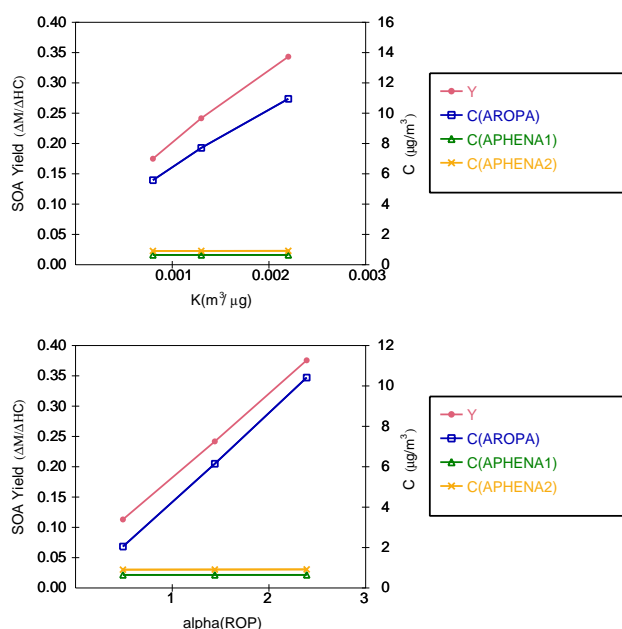 0.40
0.35
0.30
0.25
0.20
0.15
0.10
0.05
0.00
SOA Yield (ΔM/ΔHC)
16
14
12
10
8
6
4
2
0
C (μg/m³)
0.001
0.002
0.003
K(m³/ μg)
Y
C(AROPA)
C(APHENA1)
C(APHENA2)
0.40
0.35
0.30
0.25
0.20
0.15
0.10
0.05
0.00
SOA Yield (ΔM/ΔHC)
12
10
8
6
4
2
0
C (μg/m³)
1
2
3
alpha(ROP)
Y
C(AROPA)
C(APHENA1)
C(APHENA2)